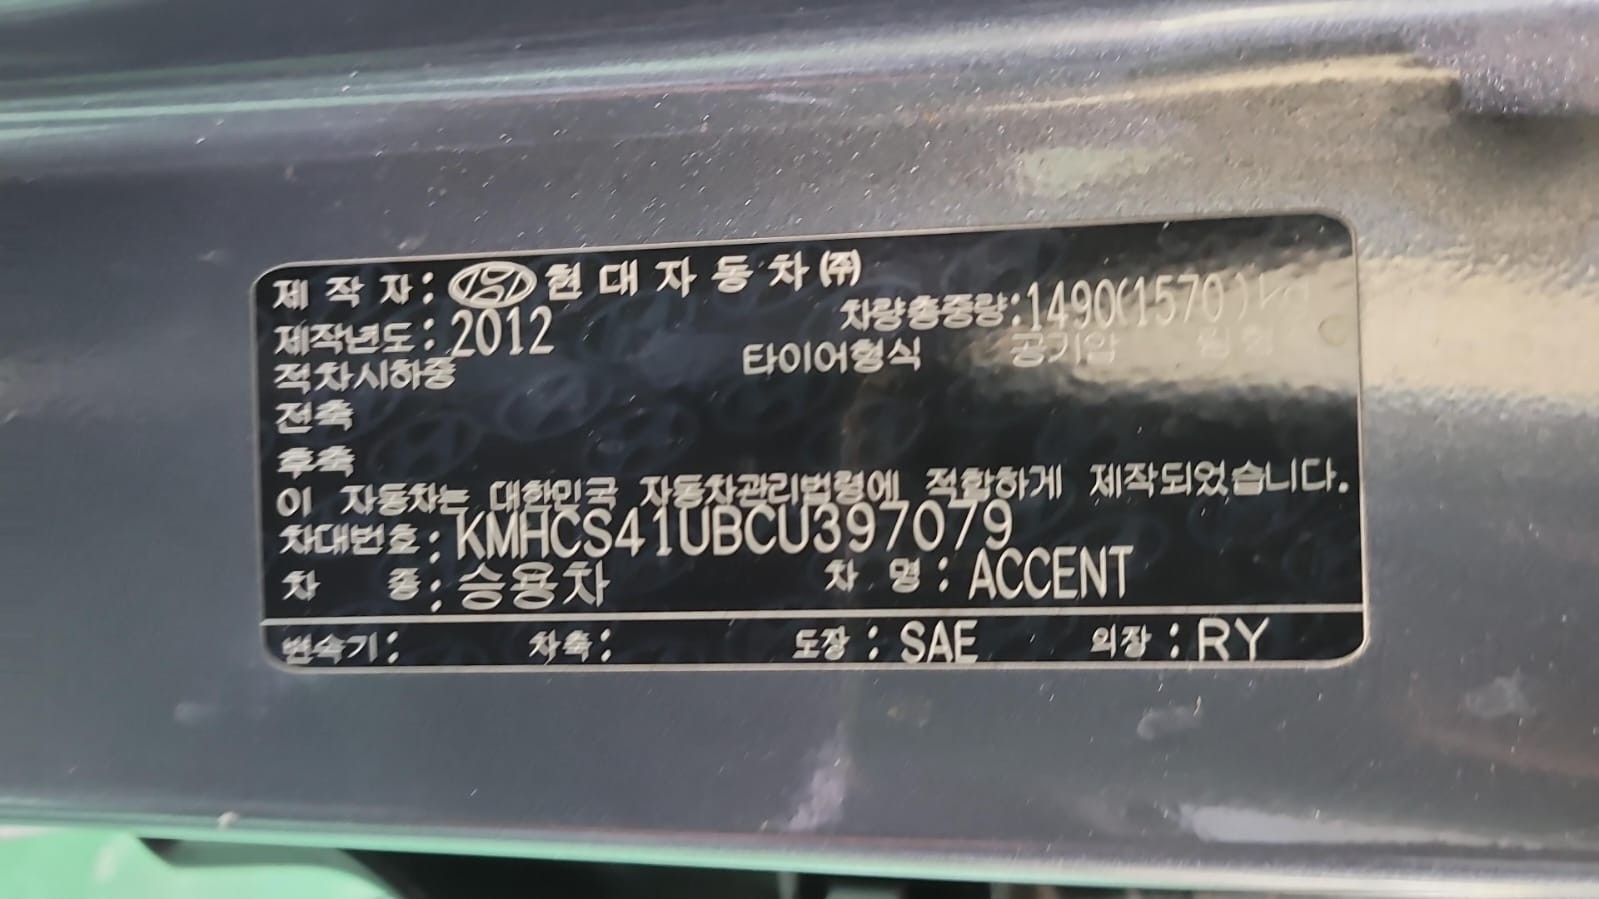 제 작 자 : 현 대 자 동 차 ㈜
제작년도 : 2012 차량총중량 : 1490(1570)
적차시하중 타이어형식 공기압 림형
전축
후축
이 자동차는 대한민국 자동차관리법령에 적합하게 제작되었습니다.
차대번호 : KMHCS41UBCU397079
차 종 : 승용차 차 명 : ACCENT
변속기 : 차축 : 도장 : SAE 의장 : RY